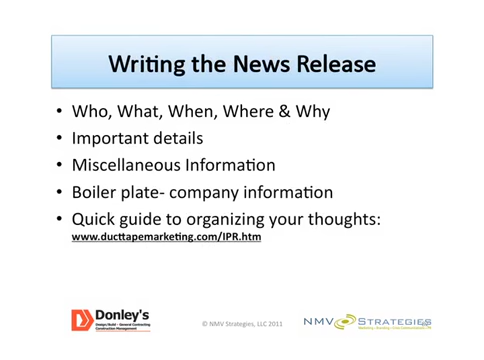 Writing the News Release
• Who, What, When, Where & Why
• Important details
• Miscellaneous Information
• Boiler plate- company information
• Quick guide to organizing your thoughts:
www.ducttapemarketing.com/IPR.htm
Donley's
Design/Build - General Contracting
Construction Management
© NMV Strategies, LLC 2011
NMV STRATEGIES